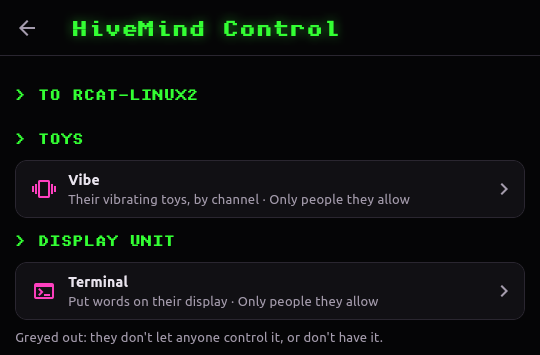 HiveMind Control
> TO RCAT-LINUX2
> TOYS
Vibe
Their vibrating toys, by channel · Only people they allow
> DISPLAY UNIT
Terminal
Put words on their display · Only people they allow
Greyed out: they don't let anyone control it, or don't have it.